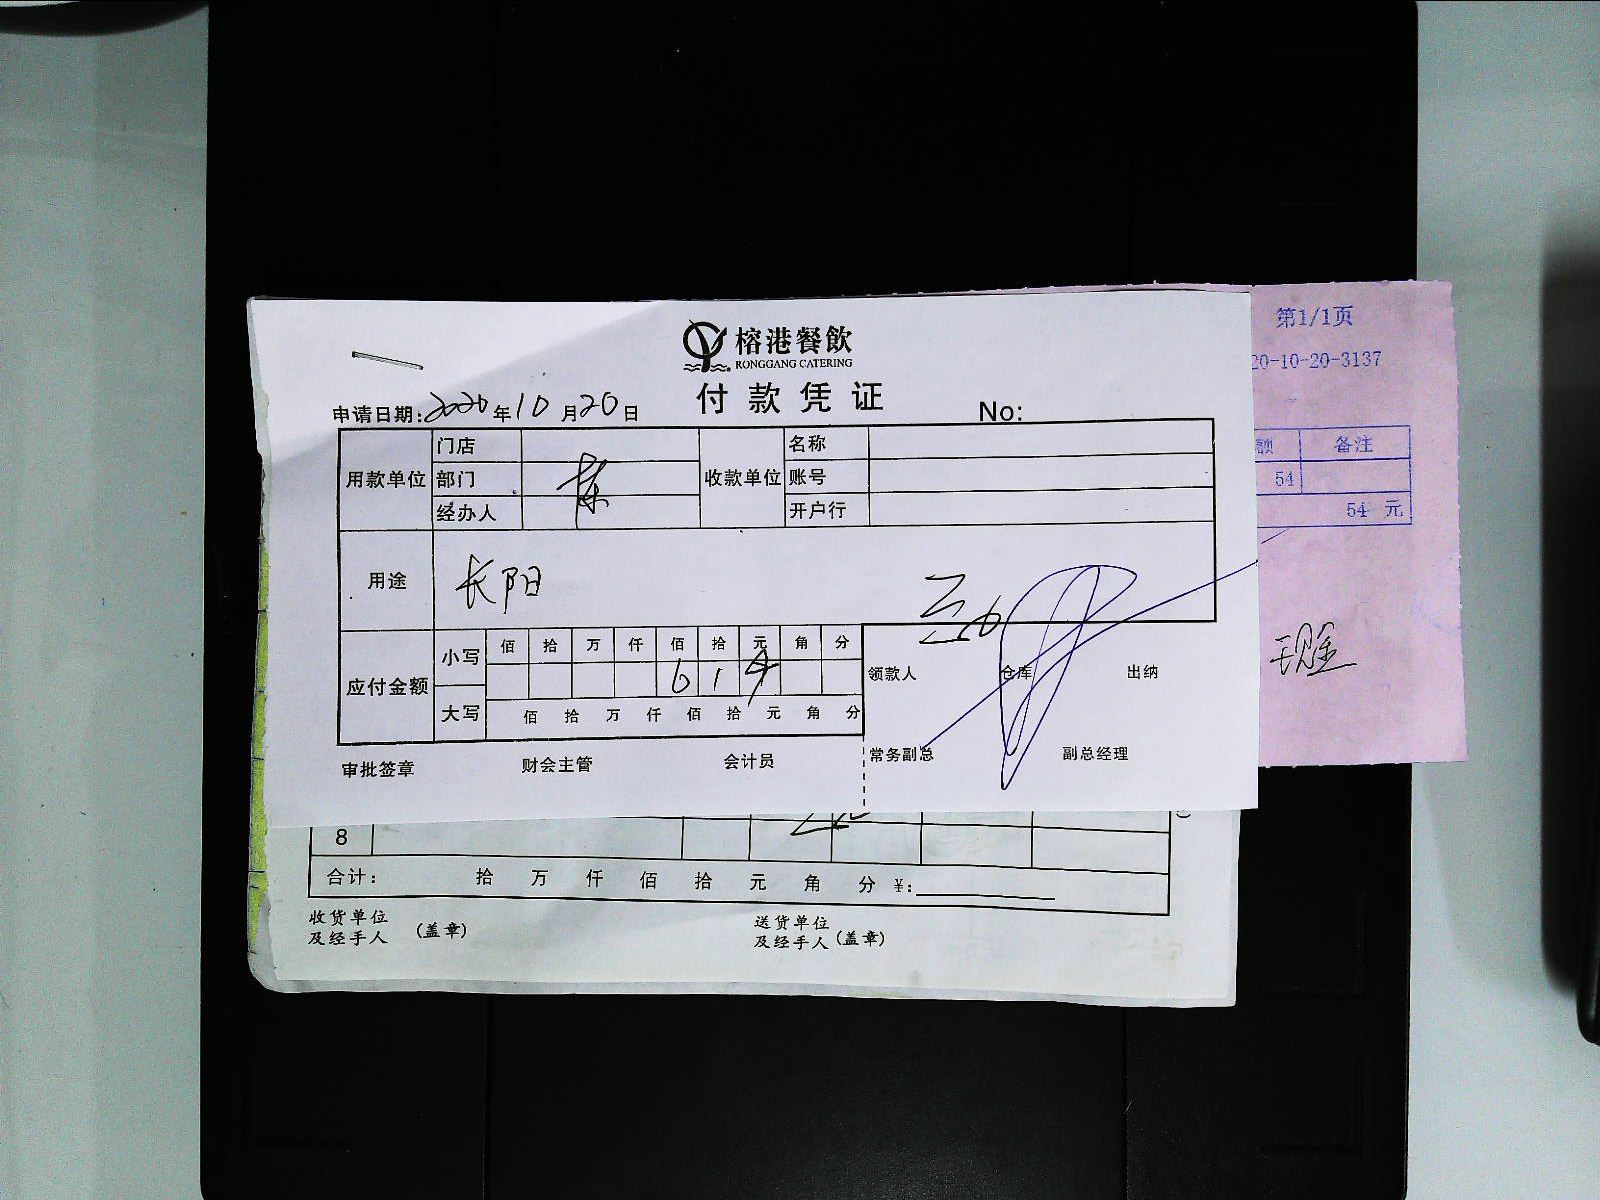 榕港餐飲
RONGGANG CATERING
付款凭证
申请日期:2020年10月20日
No:
用款单位 门店 收款单位 名称
部门 账号
经办人 开户行
用途 长阳
应付金额 小写 佰 拾 万 仟 佰 拾 元 角 分
6 1 4
大写 佰 拾 万 仟 佰 拾 元 角 分
领款人 仓库 出纳
常务副总 副总经理
审批签章 财会主管 会计员
第1/1页
20-10-20-3137
额 备注
54
54 元
现金
8
合计: 拾 万 仟 佰 拾 元 角 分 ¥:
收货单位
及经手人 (盖章)
送货单位
及经手人 (盖章)